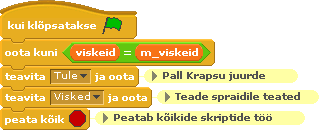 kui klõpsatakse
oota kuni viskeid = m_viskeid
teavita Tule ja oota Pall Krapsu juurde
teavita Visked ja oota Teade spraidile teated
peata kõik Peatab kõikide skriptide töö